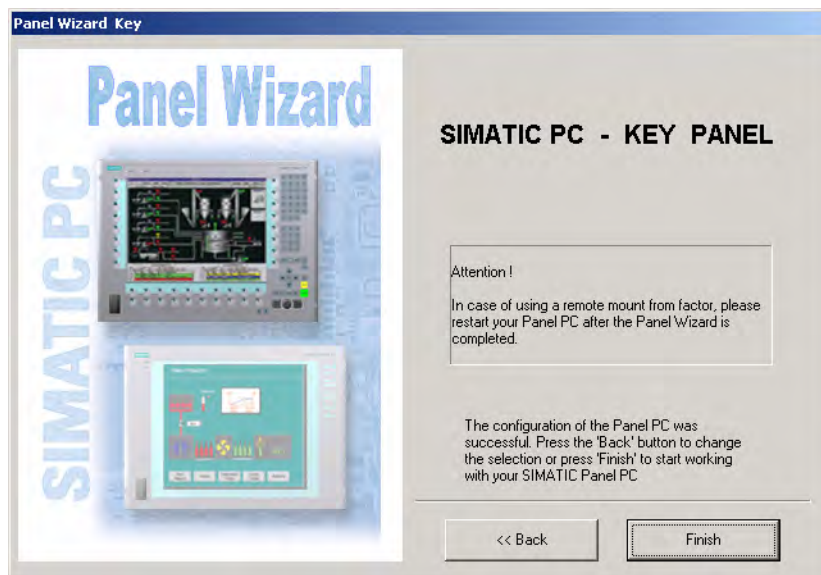 Panel Wizard Key
Panel Wizard
SIMATIC PC
SIMATIC PC - KEY PANEL
Attention !
In case of using a remote mount from factor, please
restart your Panel PC after the Panel Wizard is
completed.
The configuration of the Panel PC was
successful. Press the 'Back' button to change
the selection or press 'Finish' to start working
with your SIMATIC Panel PC
<< Back
Finish